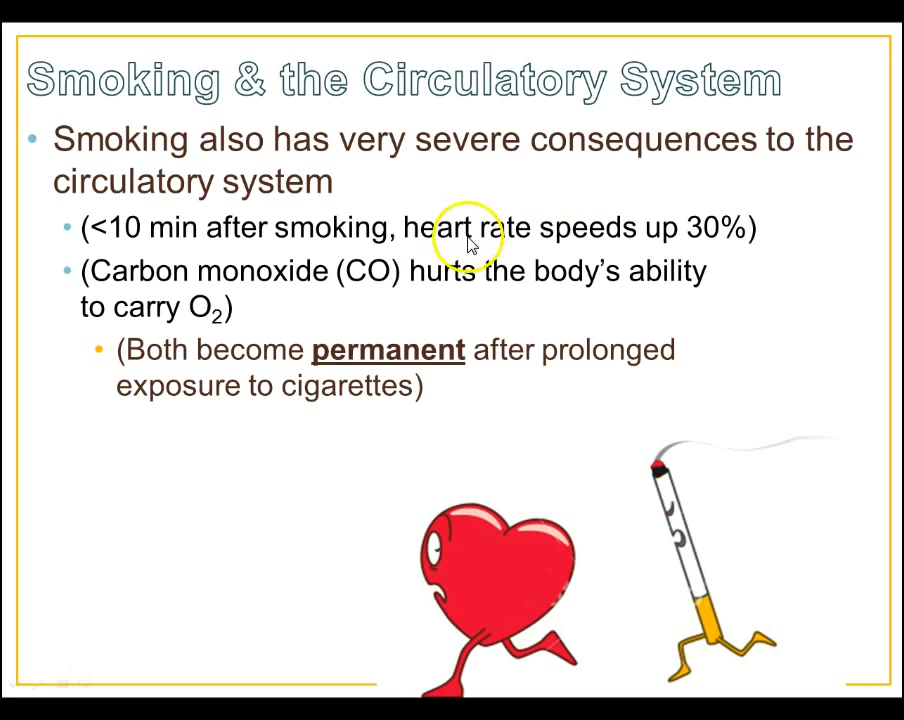 Smoking & the Circulatory System
• Smoking also has very severe consequences to the
circulatory system
• (<10 min after smoking, heart rate speeds up 30%)
• (Carbon monoxide (CO) hurts the body’s ability
to carry O₂)
• (Both become permanent after prolonged
exposure to cigarettes)